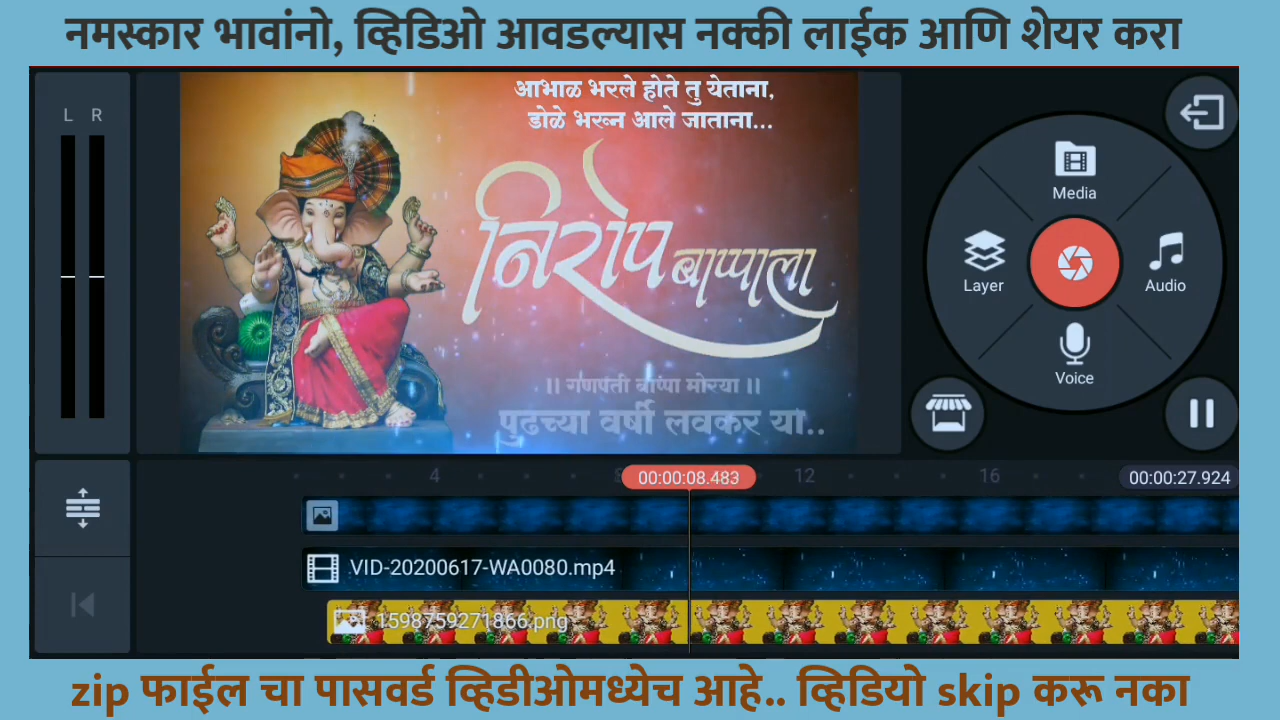 नमस्कार भावांनो, व्हिडिओ आवडल्यास नक्की लाईक आणि शेयर करा
L R
आभाळ भरले होते तु येताना,
डोळे भरून आले जाताना...
निरोप बाप्पाला
॥ गणपती बाप्पा मोरया ॥
पुढच्या वर्षी लवकर या..
Media
Layer
Audio
Voice
4
00:00:08.483
12
16
00:00:27.924
VID-20200617-WA0080.mp4
1598759271866.png
zip फाईल चा पासवर्ड व्हिडीओमध्येच आहे.. व्हिडियो skip करू नका